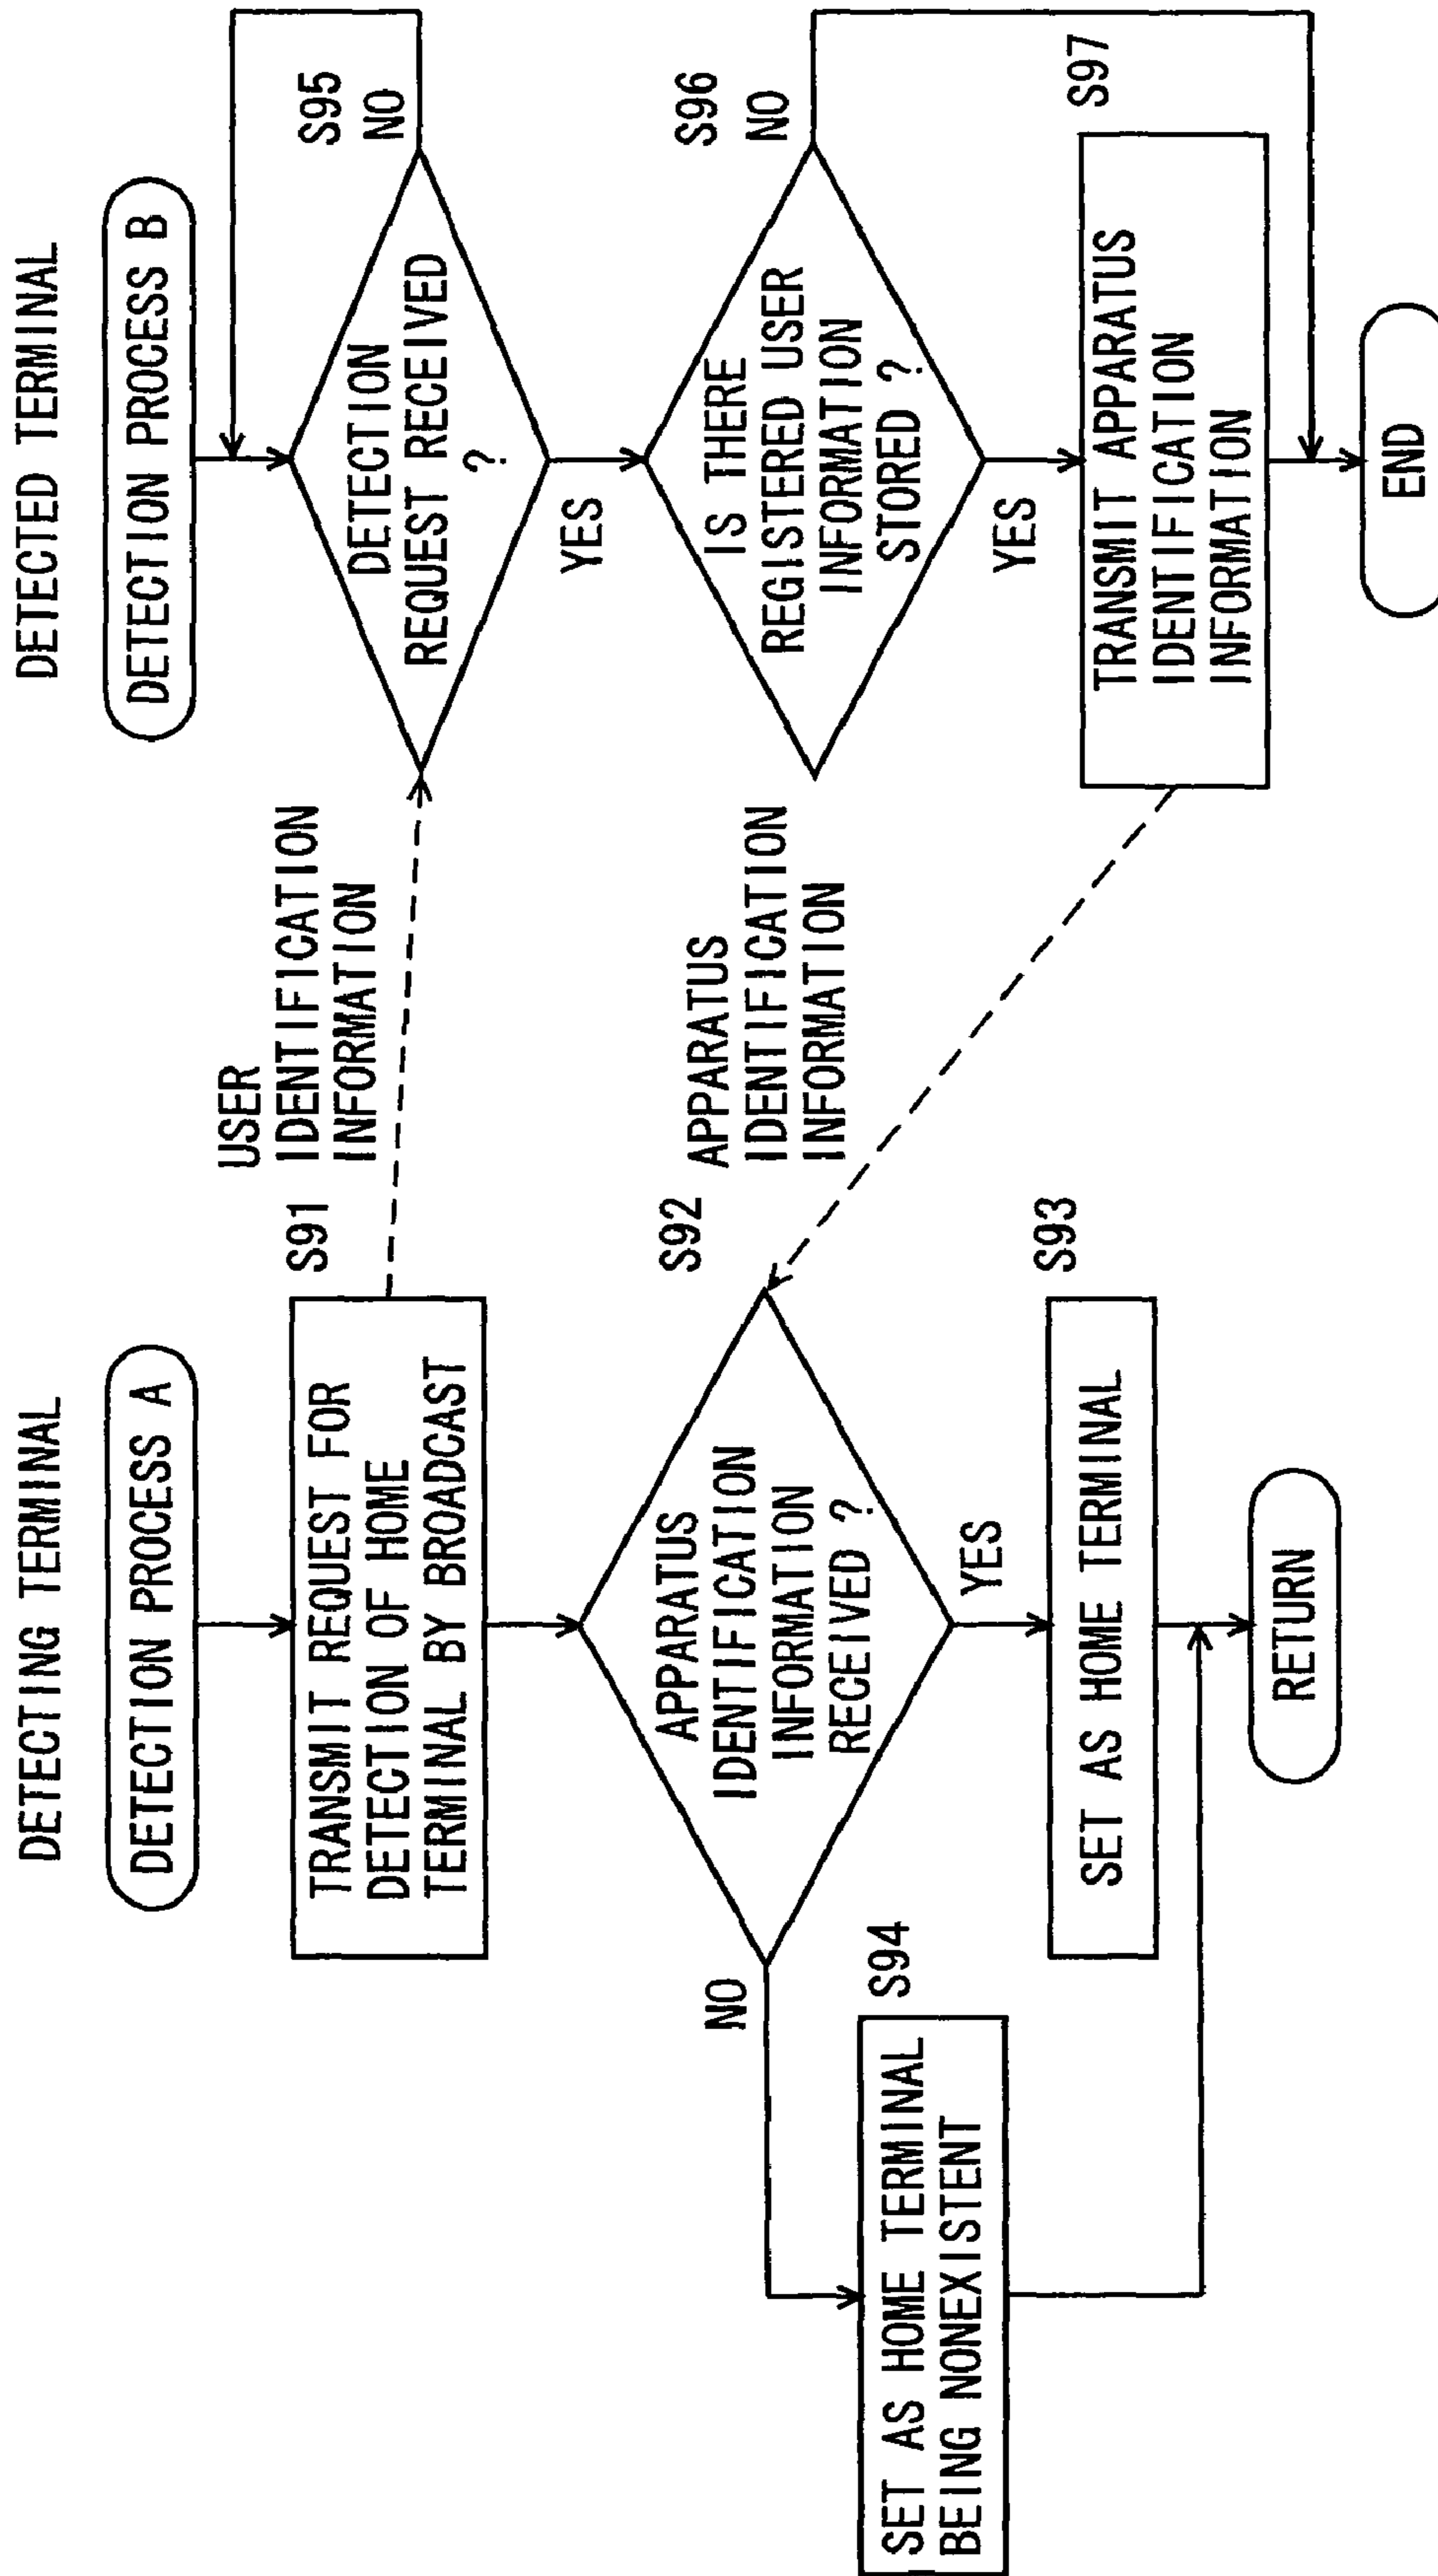 DETECTING TERMINAL
DETECTION PROCESS A
S91
TRANSMIT REQUEST FOR
DETECTION OF HOME
TERMINAL BY BROADCAST
S92
APPARATUS
IDENTIFICATION
INFORMATION
RECEIVED ?
NO
YES
S94
SET AS HOME TERMINAL
BEING NONEXISTENT
S93
SET AS HOME TERMINAL
RETURN
USER
IDENTIFICATION
INFORMATION
APPARATUS
IDENTIFICATION
INFORMATION
DETECTED TERMINAL
DETECTION PROCESS B
S95
NO
DETECTION
REQUEST RECEIVED
?
YES
S96
NO
IS THERE
REGISTERED USER
INFORMATION
STORED ?
YES
S97
TRANSMIT APPARATUS
IDENTIFICATION
INFORMATION
END